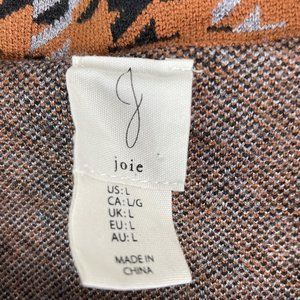 J
joie
US:L
CA:L/G
UK:L
EU:L
AU:L
MADE IN
CHINA